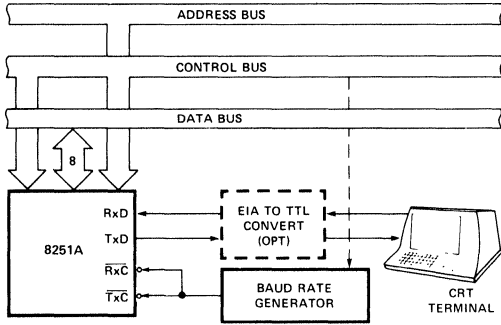 ADDRESS BUS
CONTROL BUS
DATA BUS
8
8251A
RxD
TxD
RxC
TxC
EIA TO TTL
CONVERT
(OPT)
BAUD RATE
GENERATOR
CRT
TERMINAL